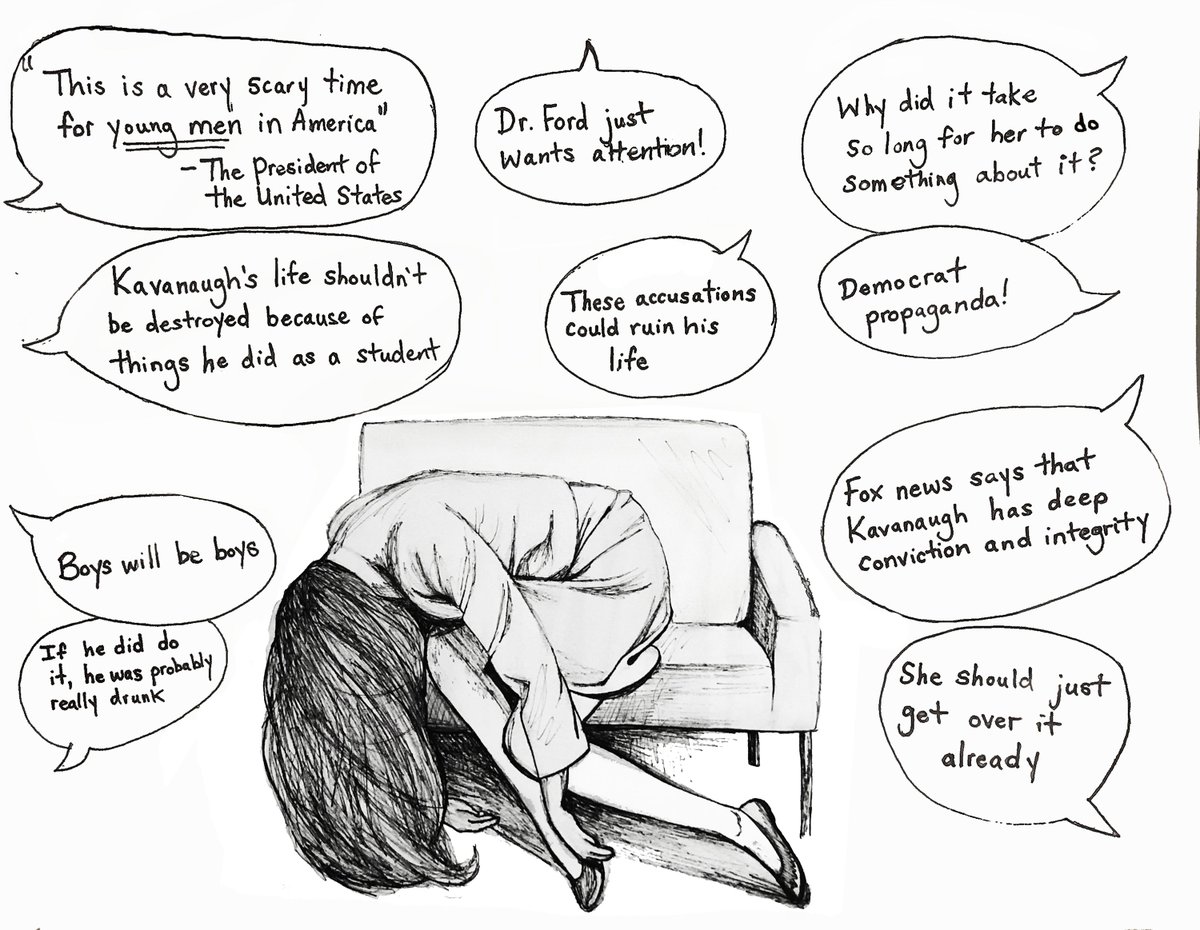 "This is a very scary time
for young men in America"
- The President of
the United States
Dr. Ford just
wants attention!
Why did it take
so long for her to do
something about it?
Kavanaugh's life shouldn't
be destroyed because of
things he did as a student
These accusations
could ruin his
life
Democrat
propaganda!
Boys will be boys
Fox news says that
Kavanaugh has deep
conviction and integrity
If he did do
it, he was probably
really drunk
She should just
get over it
already